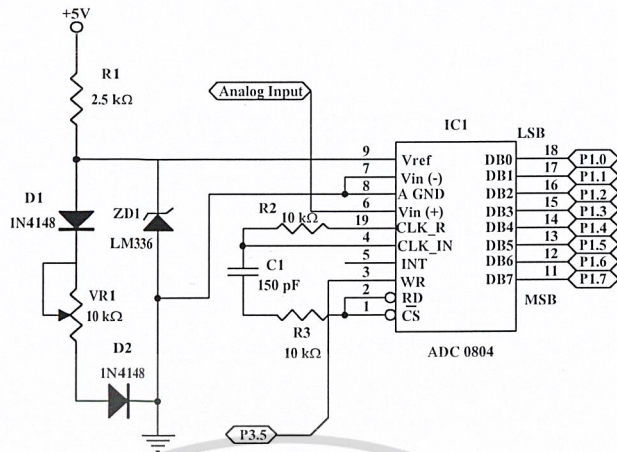 +5V
R1
2.5 kΩ
Analog Input
IC1
LSB
9 Vref DB0 18 P1.0
7 Vin (-) DB1 17 P1.1
8 A GND DB2 16 P1.2
6 Vin (+) DB3 15 P1.3
19 CLK_R DB4 14 P1.4
4 CLK_IN DB5 13 P1.5
5 INT DB6 12 P1.6
3 WR DB7 11 P1.7
2 RD
1 CS
MSB
ADC 0804
D1
1N4148
ZD1
LM336
R2
10 kΩ
C1
150 pF
VR1
10 kΩ
R3
10 kΩ
D2
1N4148
P3.5